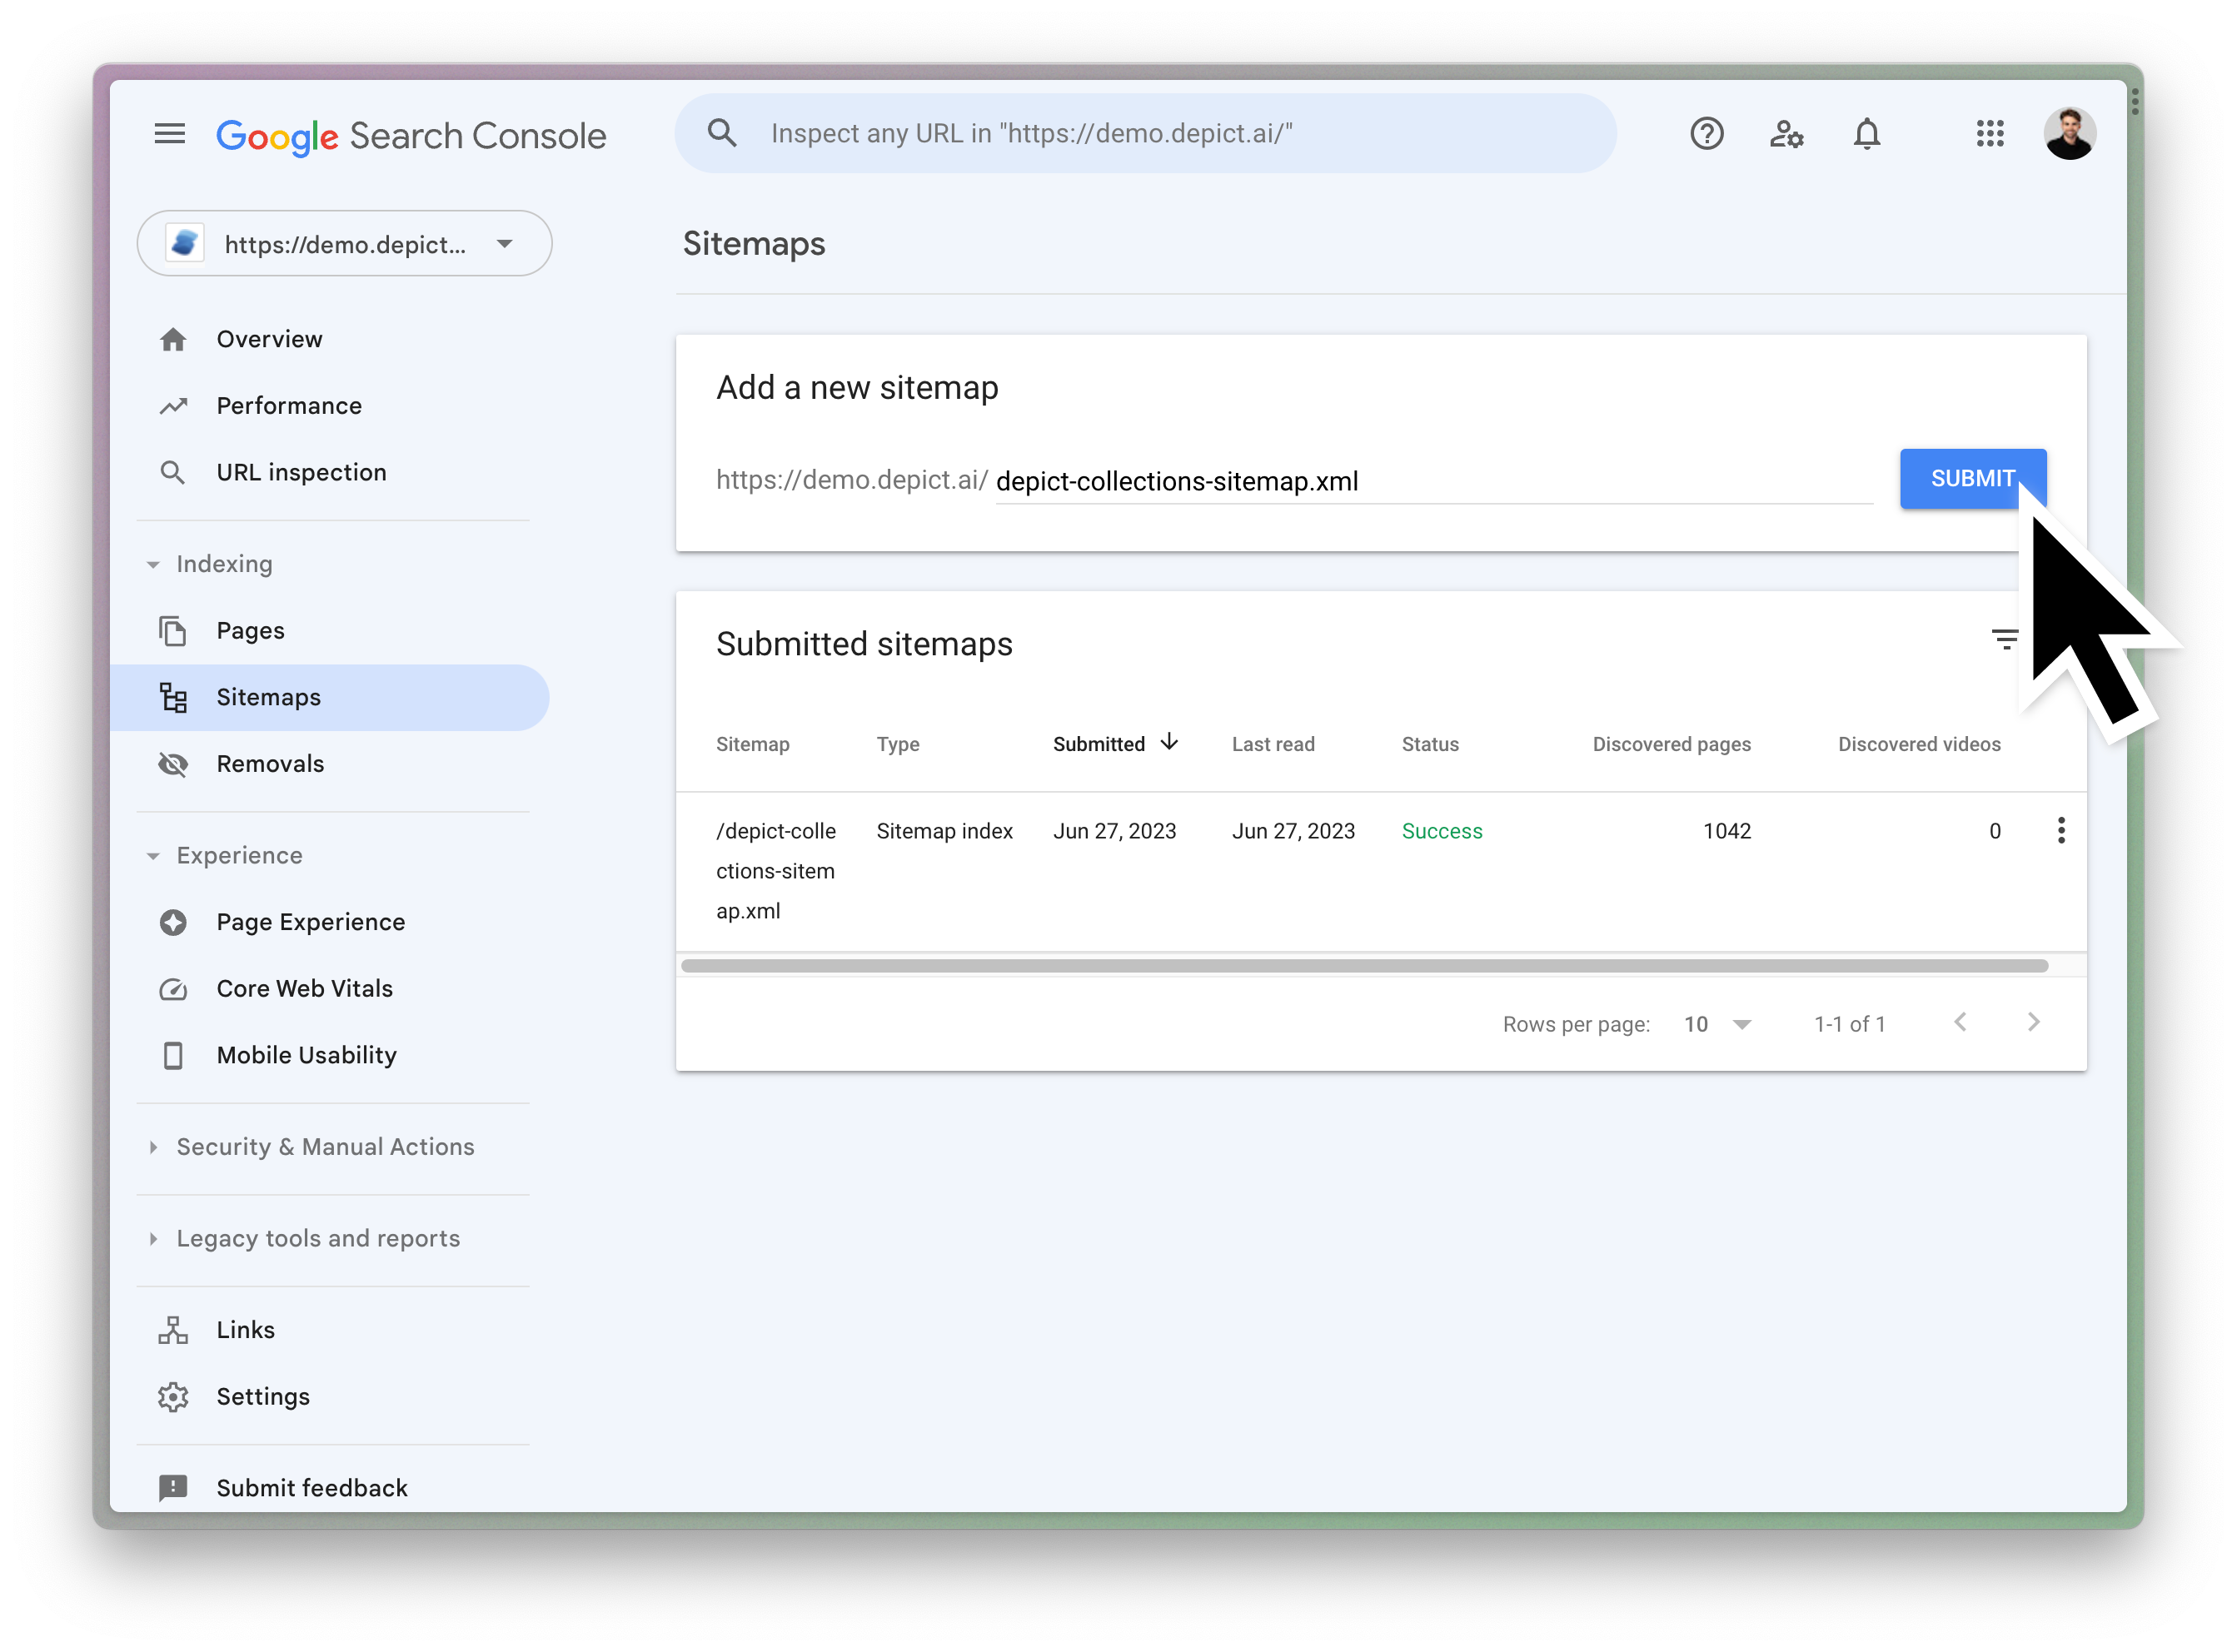 Google Search Console
Inspect any URL in "https://demo.depict.ai/"
https://demo.depict...
Overview
Performance
URL inspection
Indexing
Pages
Sitemaps
Removals
Experience
Page Experience
Core Web Vitals
Mobile Usability
Security & Manual Actions
Legacy tools and reports
Links
Settings
Submit feedback
Sitemaps
Add a new sitemap
https://demo.depict.ai/ depict-collections-sitemap.xml
SUBMIT
Submitted sitemaps
Sitemap Type Submitted Last read Status Discovered pages Discovered videos
/depict-colle Sitemap index Jun 27, 2023 Jun 27, 2023 Success 1042 0
ctions-sitem
ap.xml
Rows per page: 10 1-1 of 1